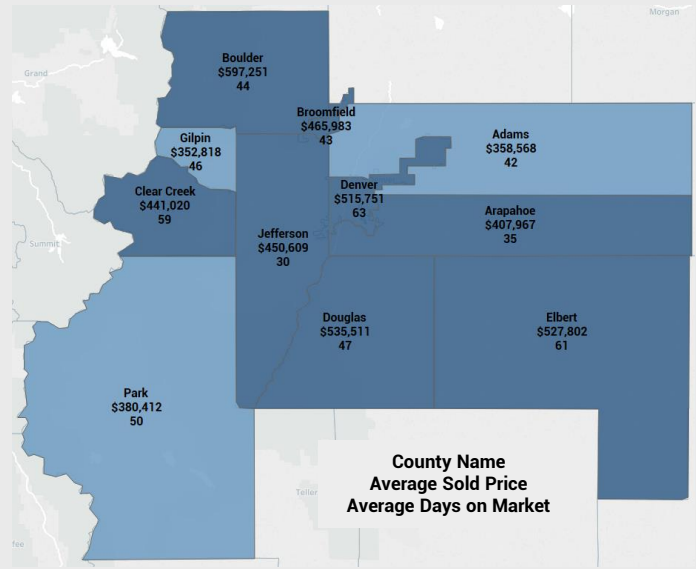 Morgan
Grand
Boulder
$597,251
44
Broomfield
$465,983
43
Gilpin
$352,818
46
Adams
$358,568
42
Clear Creek
$441,020
59
Denver
$515,751
63
Arapahoe
$407,967
35
Summit
Jefferson
$450,609
30
Douglas
$535,511
47
Elbert
$527,802
61
Park
$380,412
50
County Name
Average Sold Price
Average Days on Market
Teller
fee